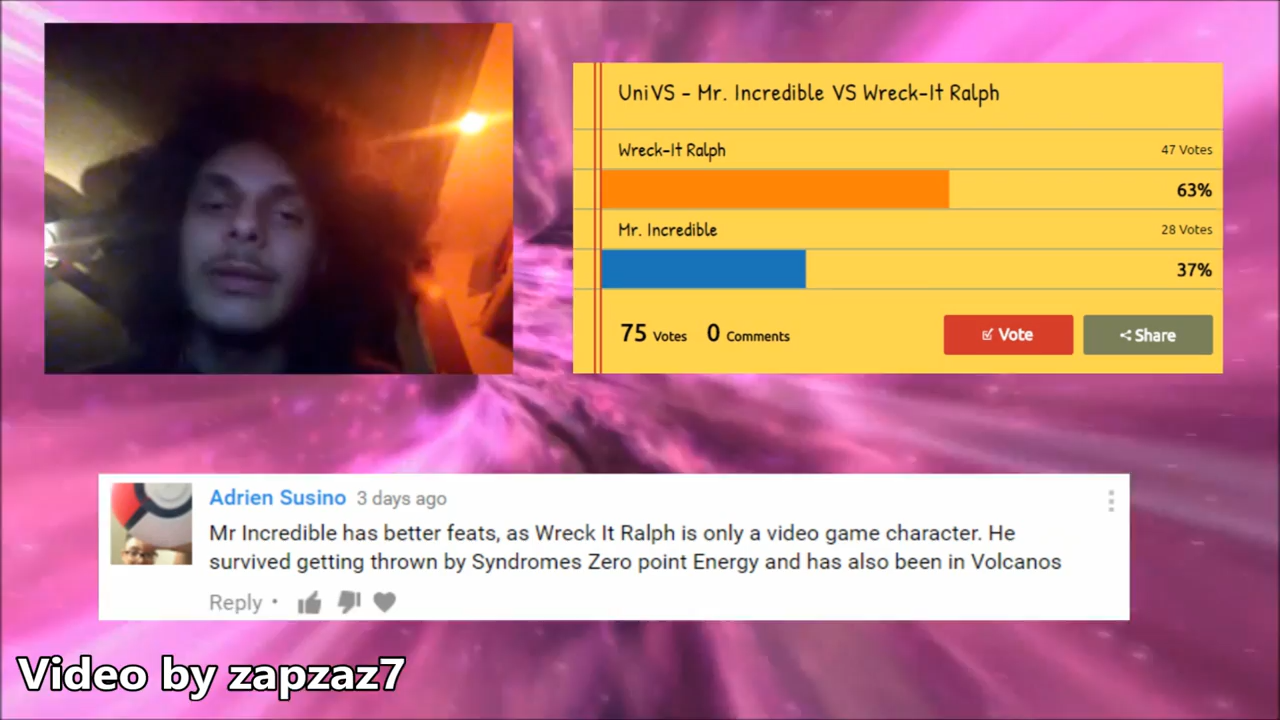 UniVS - Mr. Incredible VS Wreck-It Ralph
Wreck-It Ralph 47 Votes
63%
Mr. Incredible 28 Votes
37%
75 Votes 0 Comments Vote Share
Adrien Susino 3 days ago
Mr Incredible has better feats, as Wreck It Ralph is only a video game character. He
survived getting thrown by Syndromes Zero point Energy and has also been in Volcanos
Reply •
Video by zapzaz7